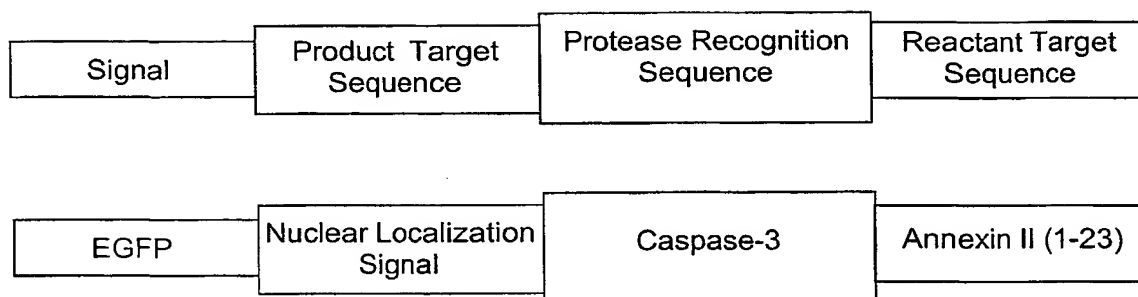 Signal
Product Target
Sequence
Protease Recognition
Sequence
Reactant Target
Sequence
EGFP
Nuclear Localization
Signal
Caspase-3
Annexin II (1-23)